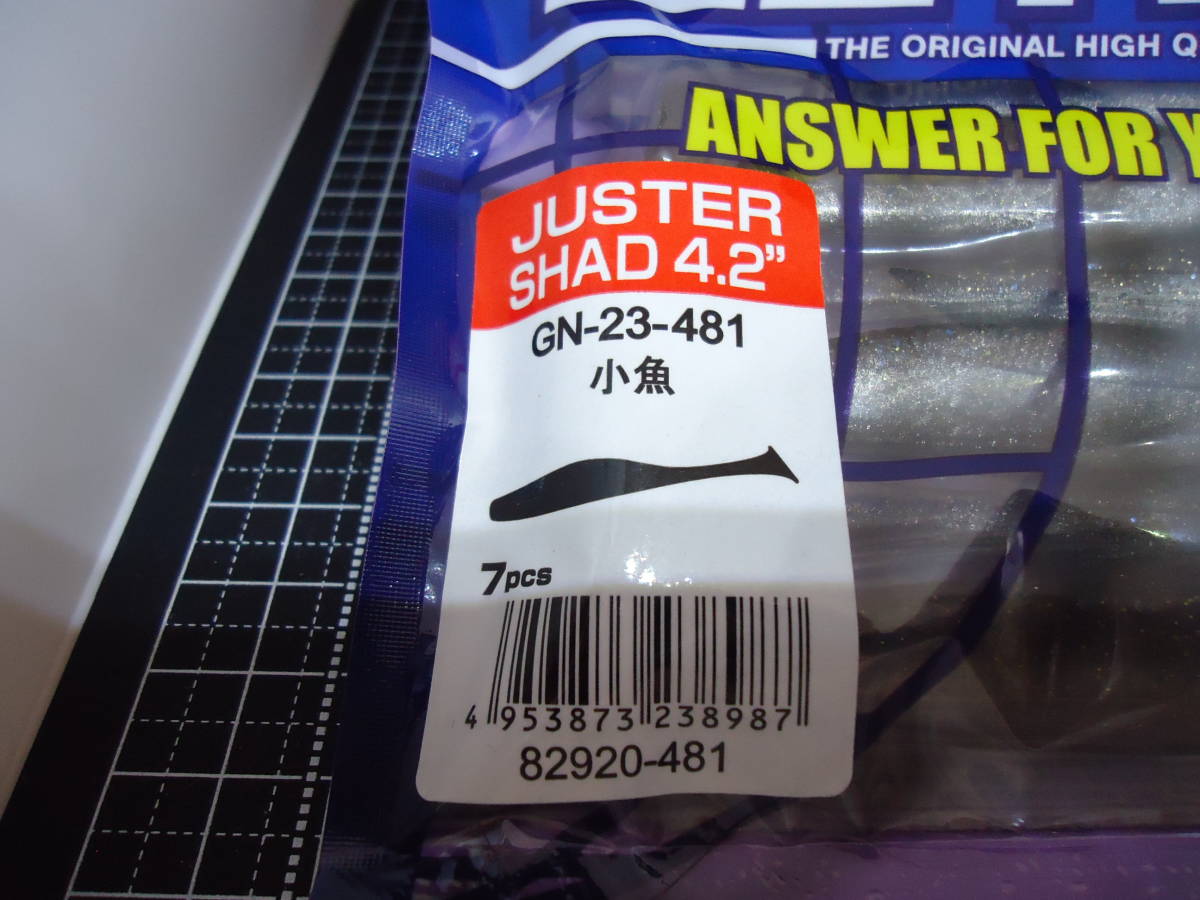 THE ORIGINAL HIGH
ANSWER FOR
JUSTER
SHAD 4.2”
GN-23-481
小魚
7pcs
4 953873 238987
82920-481